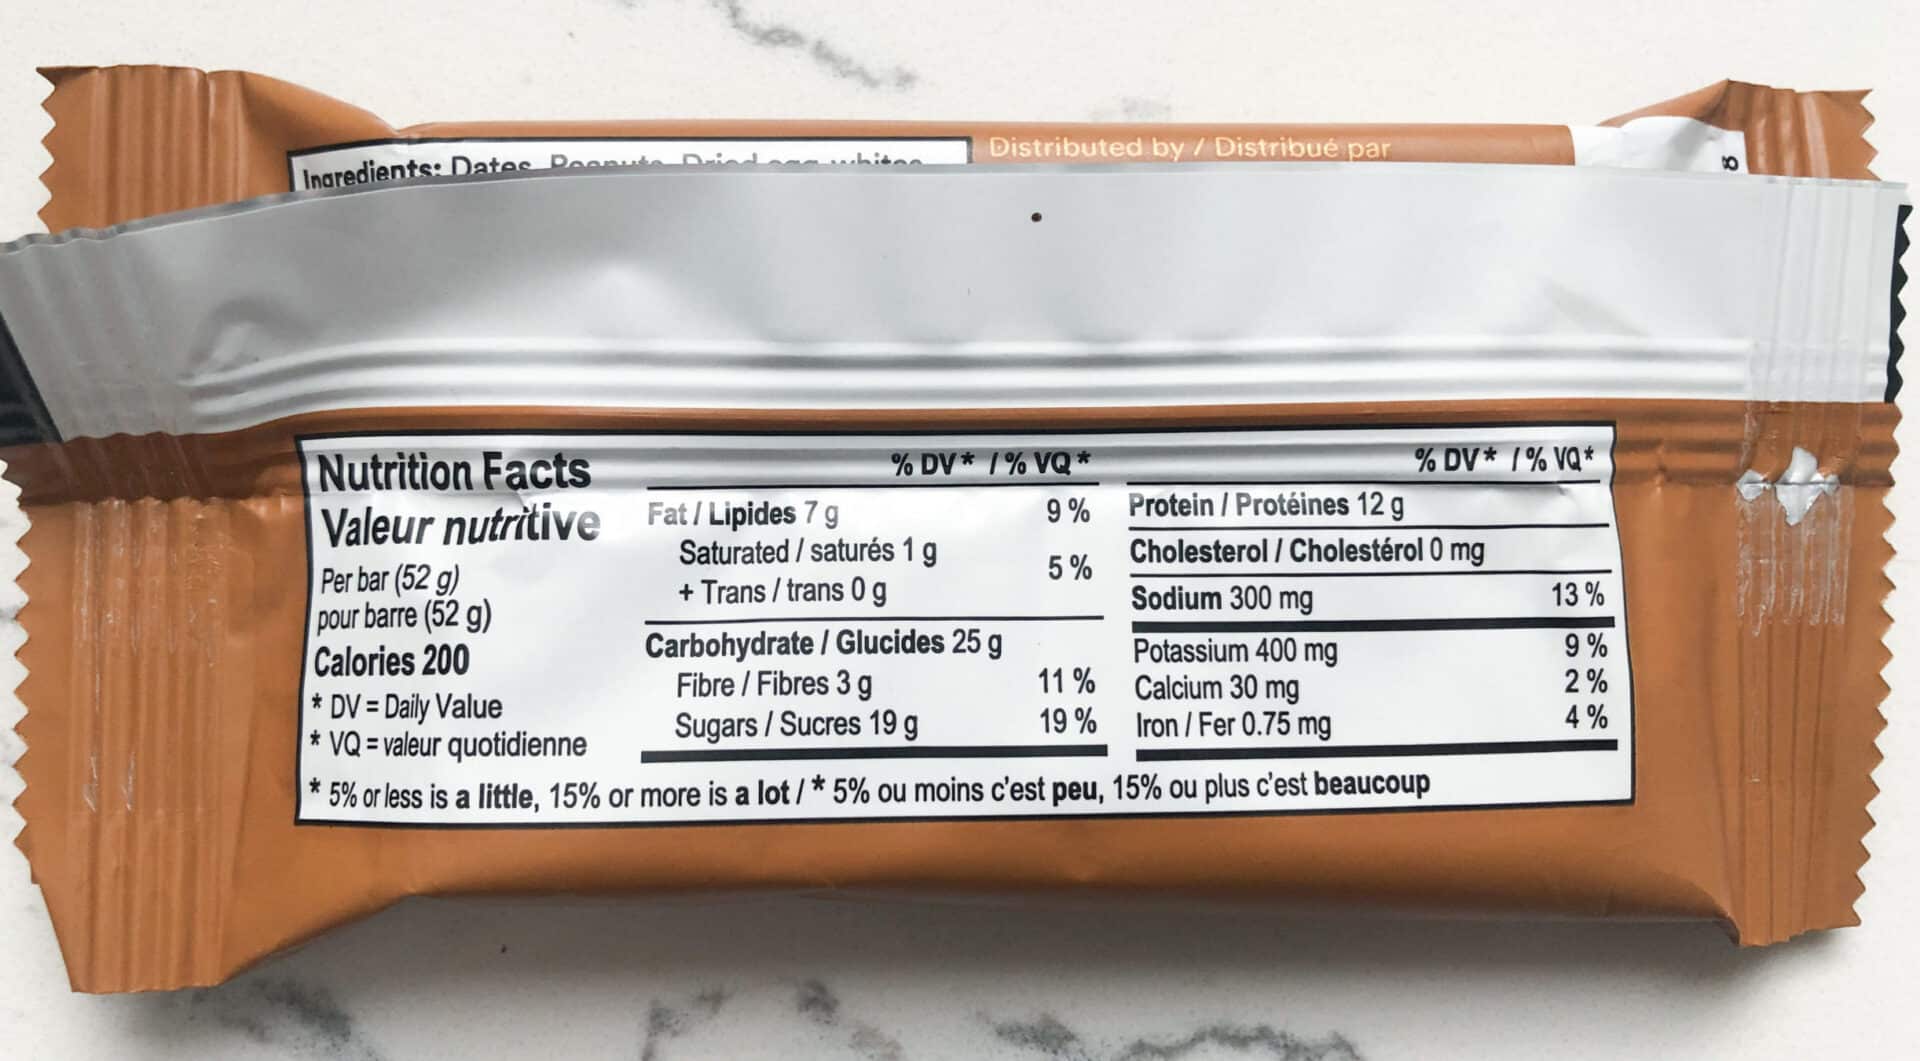 Ingredients: Dates, Peanuts, Dried egg whites
Distributed by / Distribué par
8
Nutrition Facts
Valeur nutritive
Per bar (52 g)
pour barre (52 g)
Calories 200
* DV = Daily Value
* VQ = valeur quotidienne
% DV* / % VQ*
Fat / Lipides 7 g 9 %
Saturated / saturés 1 g
+ Trans / trans 0 g 5 %
Carbohydrate / Glucides 25 g
Fibre / Fibres 3 g 11 %
Sugars / Sucres 19 g 19 %
% DV* / % VQ*
Protein / Protéines 12 g
Cholesterol / Cholestérol 0 mg
Sodium 300 mg 13 %
Potassium 400 mg 9 %
Calcium 30 mg 2 %
Iron / Fer 0.75 mg 4 %
* 5% or less is a little, 15% or more is a lot / * 5% ou moins c'est peu, 15% ou plus c'est beaucoup